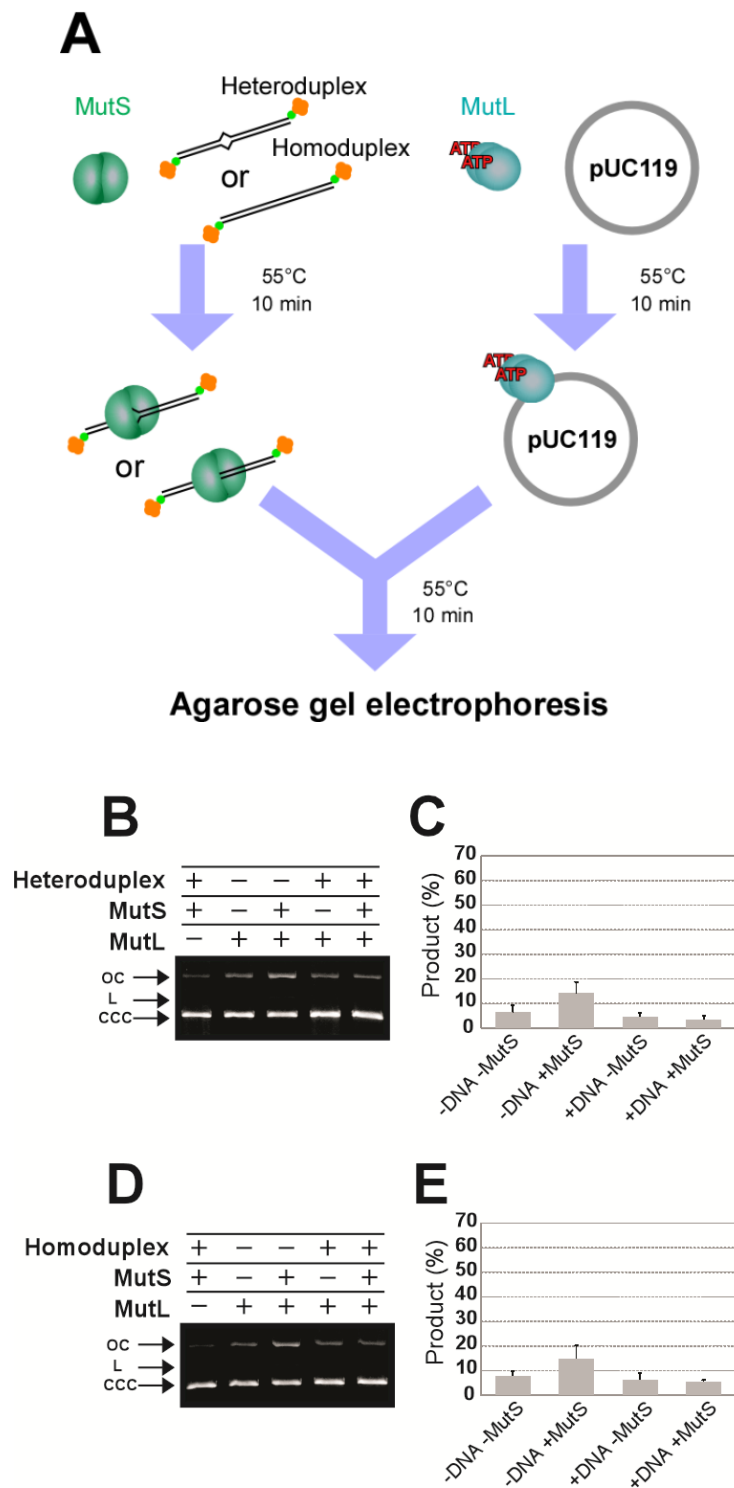 A
Heteroduplex
MutS
MutL
Homoduplex
or
ATP
ATP
pUC119
55°C
10 min
55°C
10 min
ATP
ATP
or
pUC119
55°C
10 min
Agarose gel electrophoresis
B
Heteroduplex + − − + +
MutS + − + − +
MutL − + + + +
OC
L
CCC
C
Product (%)
70
60
50
40
30
20
10
0
-DNA -MutS
-DNA +MutS
+DNA -MutS
+DNA +MutS
D
Homoduplex + − − + +
MutS + − + − +
MutL − + + + +
OC
L
CCC
E
Product (%)
70
60
50
40
30
20
10
0
-DNA -MutS
-DNA +MutS
+DNA -MutS
+DNA +MutS